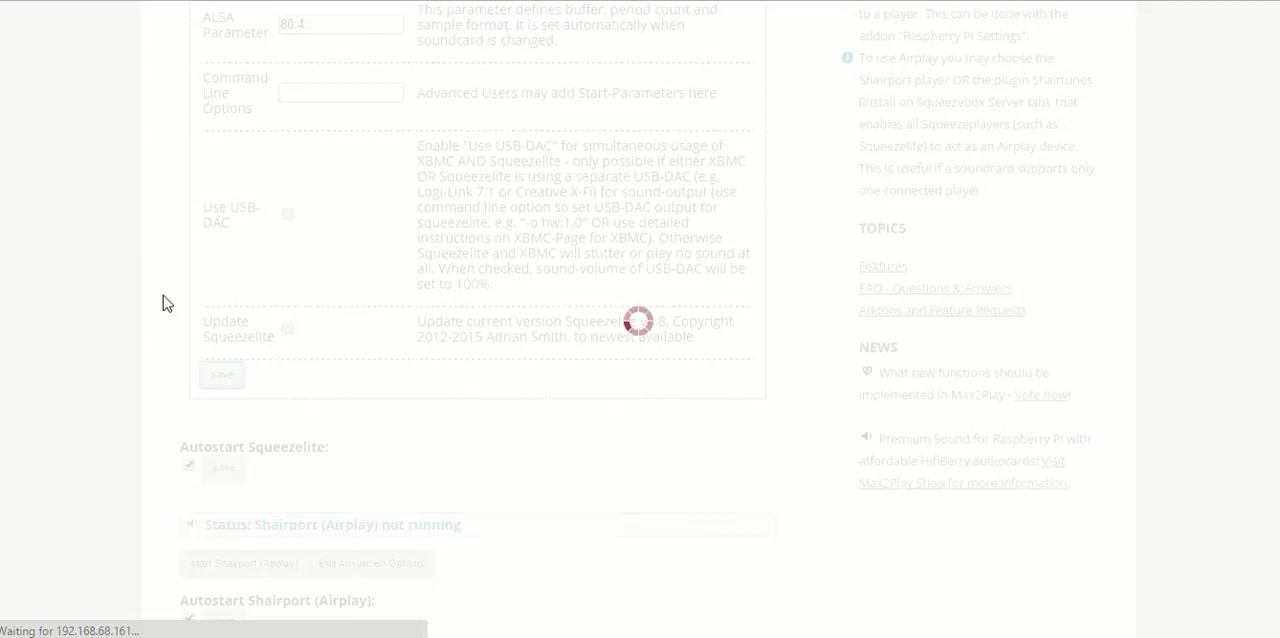 ALSA
Parameter
80:4::
This parameter defines buffer, period count and
sample format. It is set automatically when
soundcard is changed.
Command
Line
Options
Advanced Users may add Start-Parameters here
Use USB-
DAC
Enable "Use USB-DAC" for simultaneous usage of
XBMC AND Squeezelite - only possible if either XBMC
OR Squeezelite is using a separate USB-DAC (e.g.
Logi-Link 7.1 or Creative X-Fi) for sound-output (use
command line option so set USB-DAC output for
squeezelite, e.g. "-o hw:1.0" OR use detailed
instructions on XBMC-Page for XBMC). Otherwise
Squeezelite and XBMC will stutter or play no sound at
all. When checked, sound-volume of USB-DAC will be
set to 100%.
Update
Squeezelite
Update current version 8, Copyright
2012-2015 Adrian Smith. to newest available
save
Autostart Squeezelite:
save
Status: Shairport (Airplay) not running
start Shairport (Airplay)
Edit Advanced Options
Autostart Shairport (Airplay):
Waiting for 192.168.68.161...
to a player. This can be done with the
addon "Raspberry PI Settings".
To use Airplay you may choose the
Shairport player OR the plugin Shairtunes
(install on Squeezebox Server tab), that
enables all Squeezeplayers (such as
Squeezelite) to act as an Airplay device.
This is useful if a soundcard supports only
one connected player
TOPICS
Features
FAQ - Questions & Answers
Addons and Feature Requests
NEWS
What new functions should be
implemented in Max2Play - Vote now!
Premium Sound for Raspberry PI with
affordable HifiBerry audiocards! Visit
Max2Play Shop for more information.